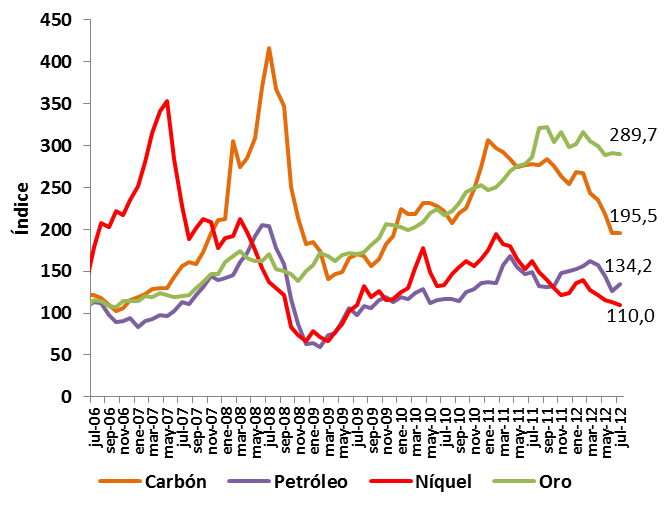 450
400
350
300
250
200
150
100
50
0
Índice
289,7
195,5
134,2
110,0
jul-06
sep-06
nov-06
ene-07
mar-07
may-07
jul-07
sep-07
nov-07
ene-08
mar-08
may-08
jul-08
sep-08
nov-08
ene-09
mar-09
may-09
jul-09
sep-09
nov-09
ene-10
mar-10
may-10
jul-10
sep-10
nov-10
ene-11
mar-11
may-11
jul-11
sep-11
nov-11
ene-12
mar-12
may-12
jul-12
Carbón Petróleo Níquel Oro